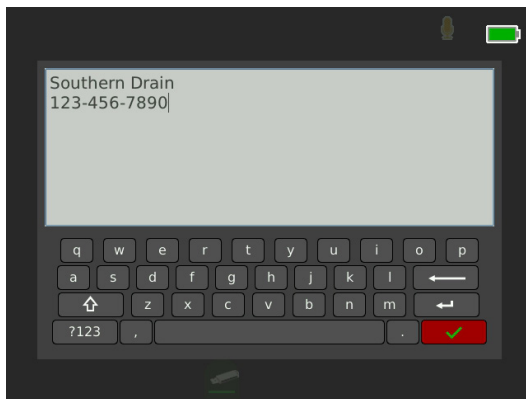 Southern Drain
123-456-7890
q w e r t y u i o p
a s d f g h j k l
z x c v b n m
?123 , .